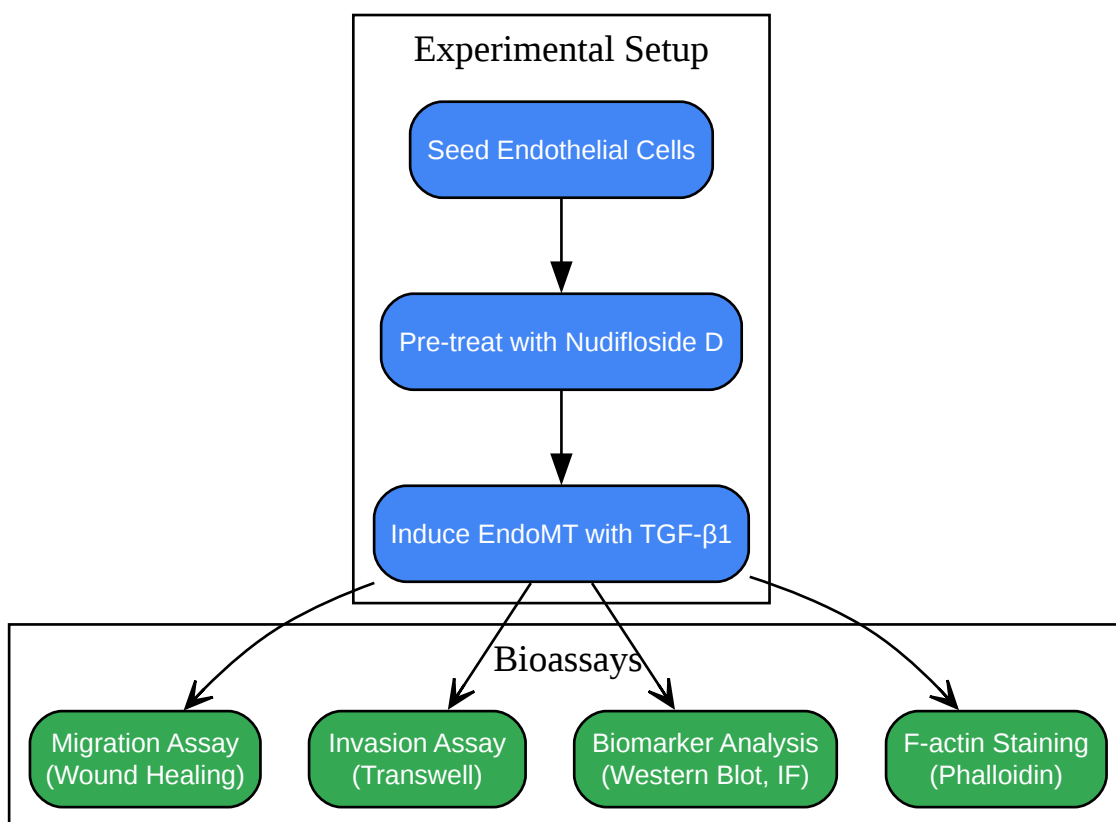 Experimental Setup
Seed Endothelial Cells
Pre-treat with Nudifloside D
Induce EndoMT with TGF-β1
Bioassays
Migration Assay
(Wound Healing)
Invasion Assay
(Transwell)
Biomarker Analysis
(Western Blot, IF)
F-actin Staining
(Phalloidin)